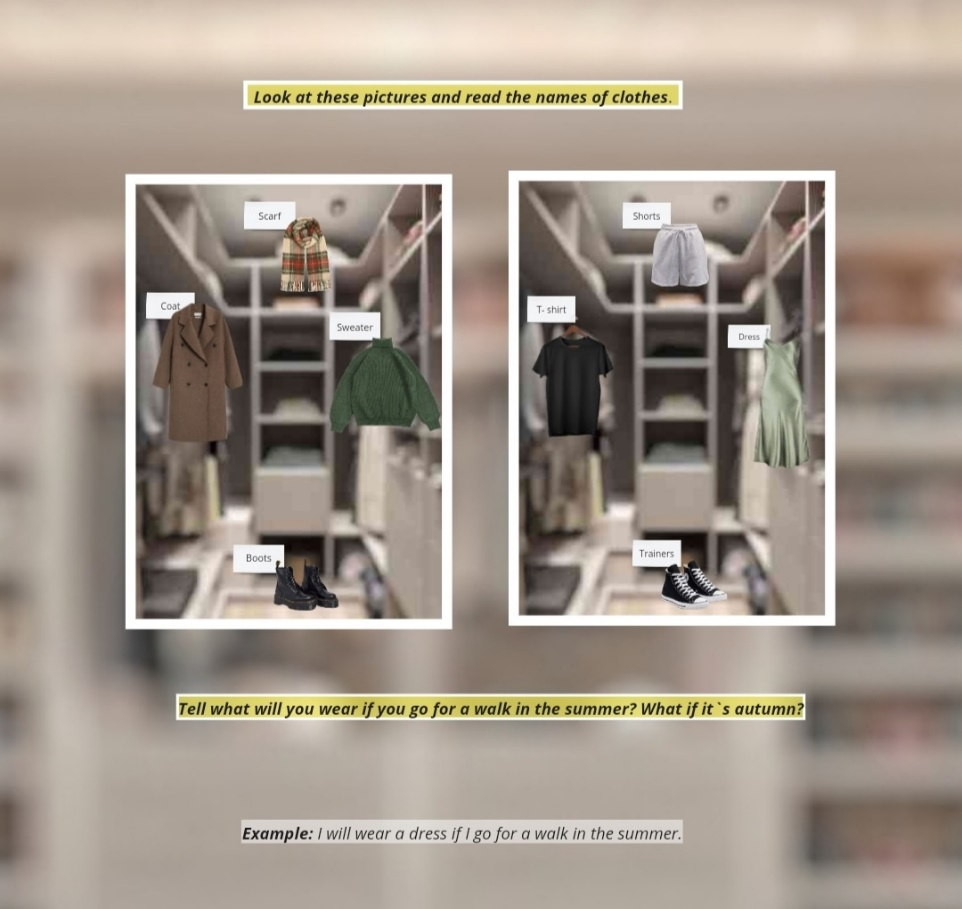 Look at these pictures and read the names of clothes.
Scarf
Coat
Sweater
Boots
Shorts
T- shirt
Dress
Trainers
Tell what will you wear if you go for a walk in the summer? What if it`s autumn?
Example: I will wear a dress if I go for a walk in the summer.